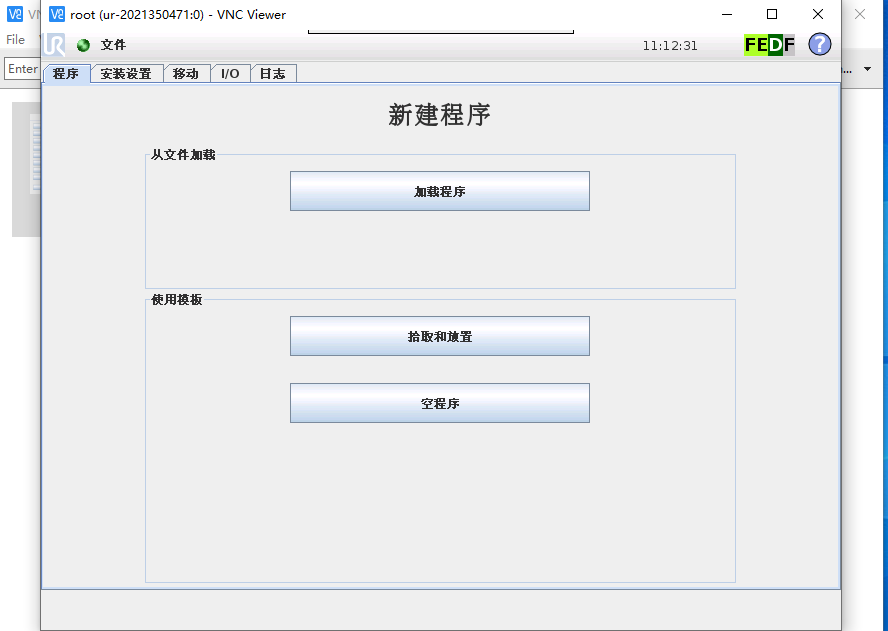 VN
root (ur-2021350471:0) - VNC Viewer
File
UR
文件
11:12:31
FEDF
?
Enter
...
程序
安装设置
移动
I/O
日志
新建程序
从文件加载
加载程序
使用模板
拾取和放置
空程序